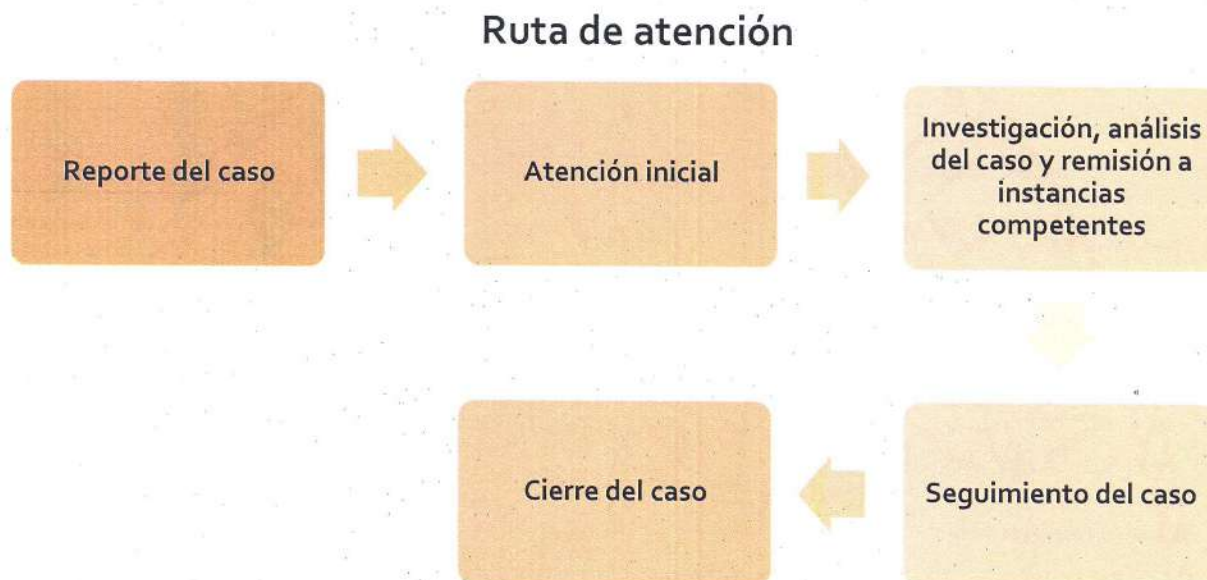 Ruta de atención
Reporte del caso
Atención inicial
Investigación, análisis
del caso y remisión a
instancias
competentes
Seguimiento del caso
Cierre del caso